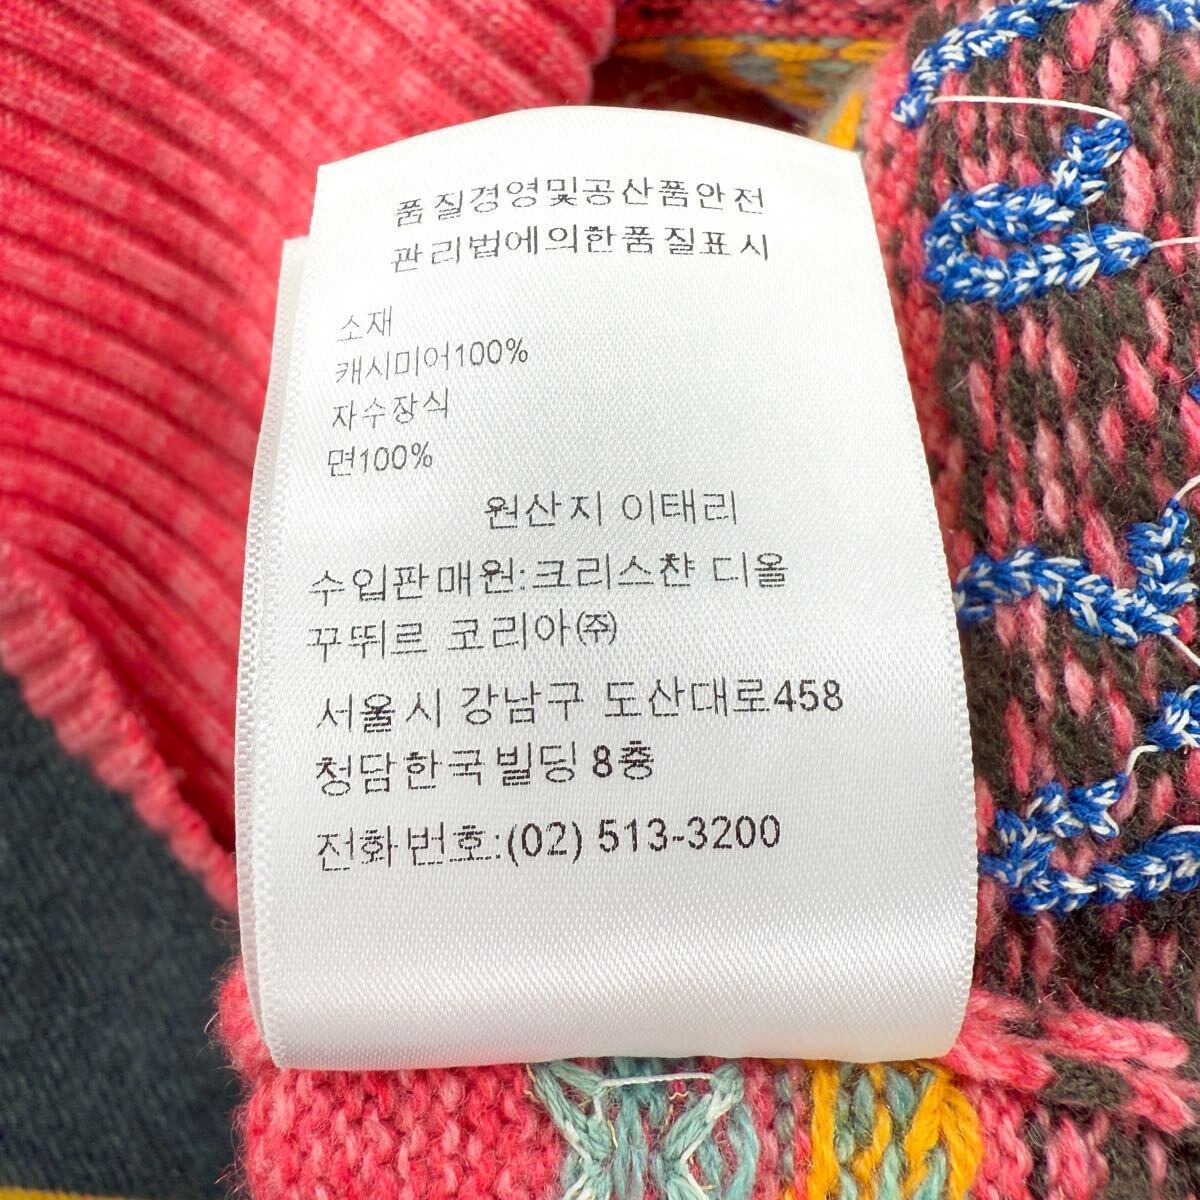 품질경영및공산품안전
관리법에의한품질표시
소재
캐시미어100%
자수장식
면100%
원산지 이태리
수입판매원:크리스챤 디올
꾸뛰르 코리아㈜
서울시 강남구 도산대로458
청담한국빌딩 8층
전화번호:(02) 513-3200